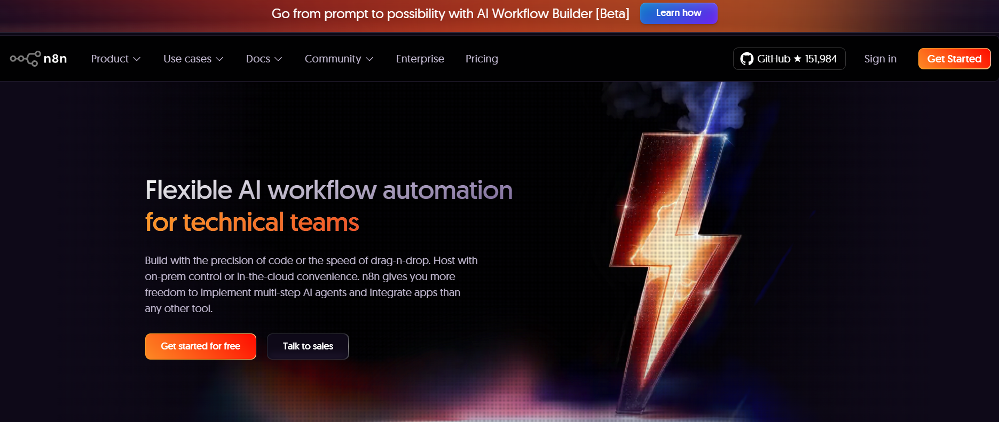 Go from prompt to possibility with AI Workflow Builder [Beta] Learn how
n8n Product Use cases Docs Community Enterprise Pricing GitHub ★ 151,984 Sign in Get Started
Flexible AI workflow automation
for technical teams
Build with the precision of code or the speed of drag-n-drop. Host with
on-prem control or in-the-cloud convenience. n8n gives you more
freedom to implement multi-step AI agents and integrate apps than
any other tool.
Get started for free Talk to sales